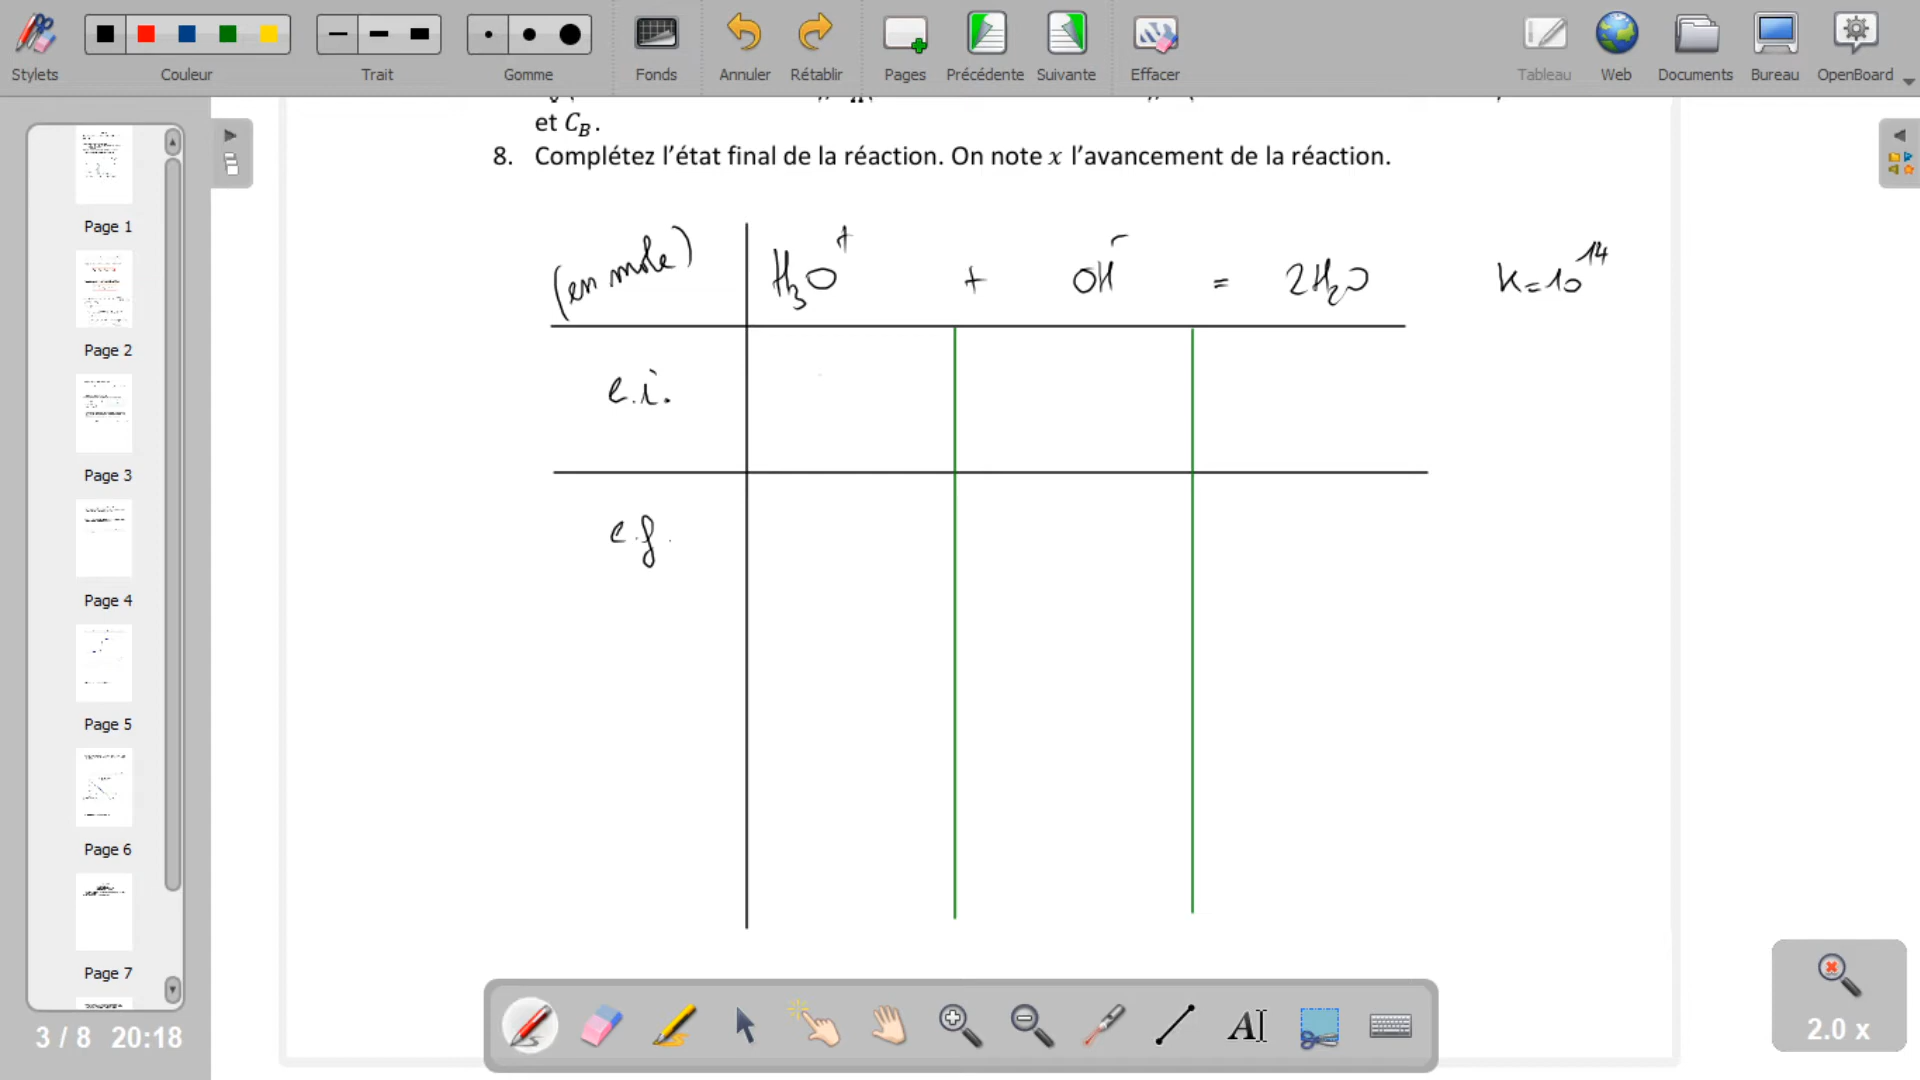 Stylets
Couleur
Trait
Gomme
Fonds
Annuler
Rétablir
Pages
Précédente
Suivante
Effacer
Tableau
Web
Documents
Bureau
OpenBoard
et C_B.
8. Complétez l’état final de la réaction. On note x l’avancement de la réaction.
(en mole) H₃O⁺ + OH⁻ = 2H₂O K=10¹⁴
e.i.
e.f.
Page 1
Page 2
Page 3
Page 4
Page 5
Page 6
Page 7
3 / 8 20:18
2.0 x